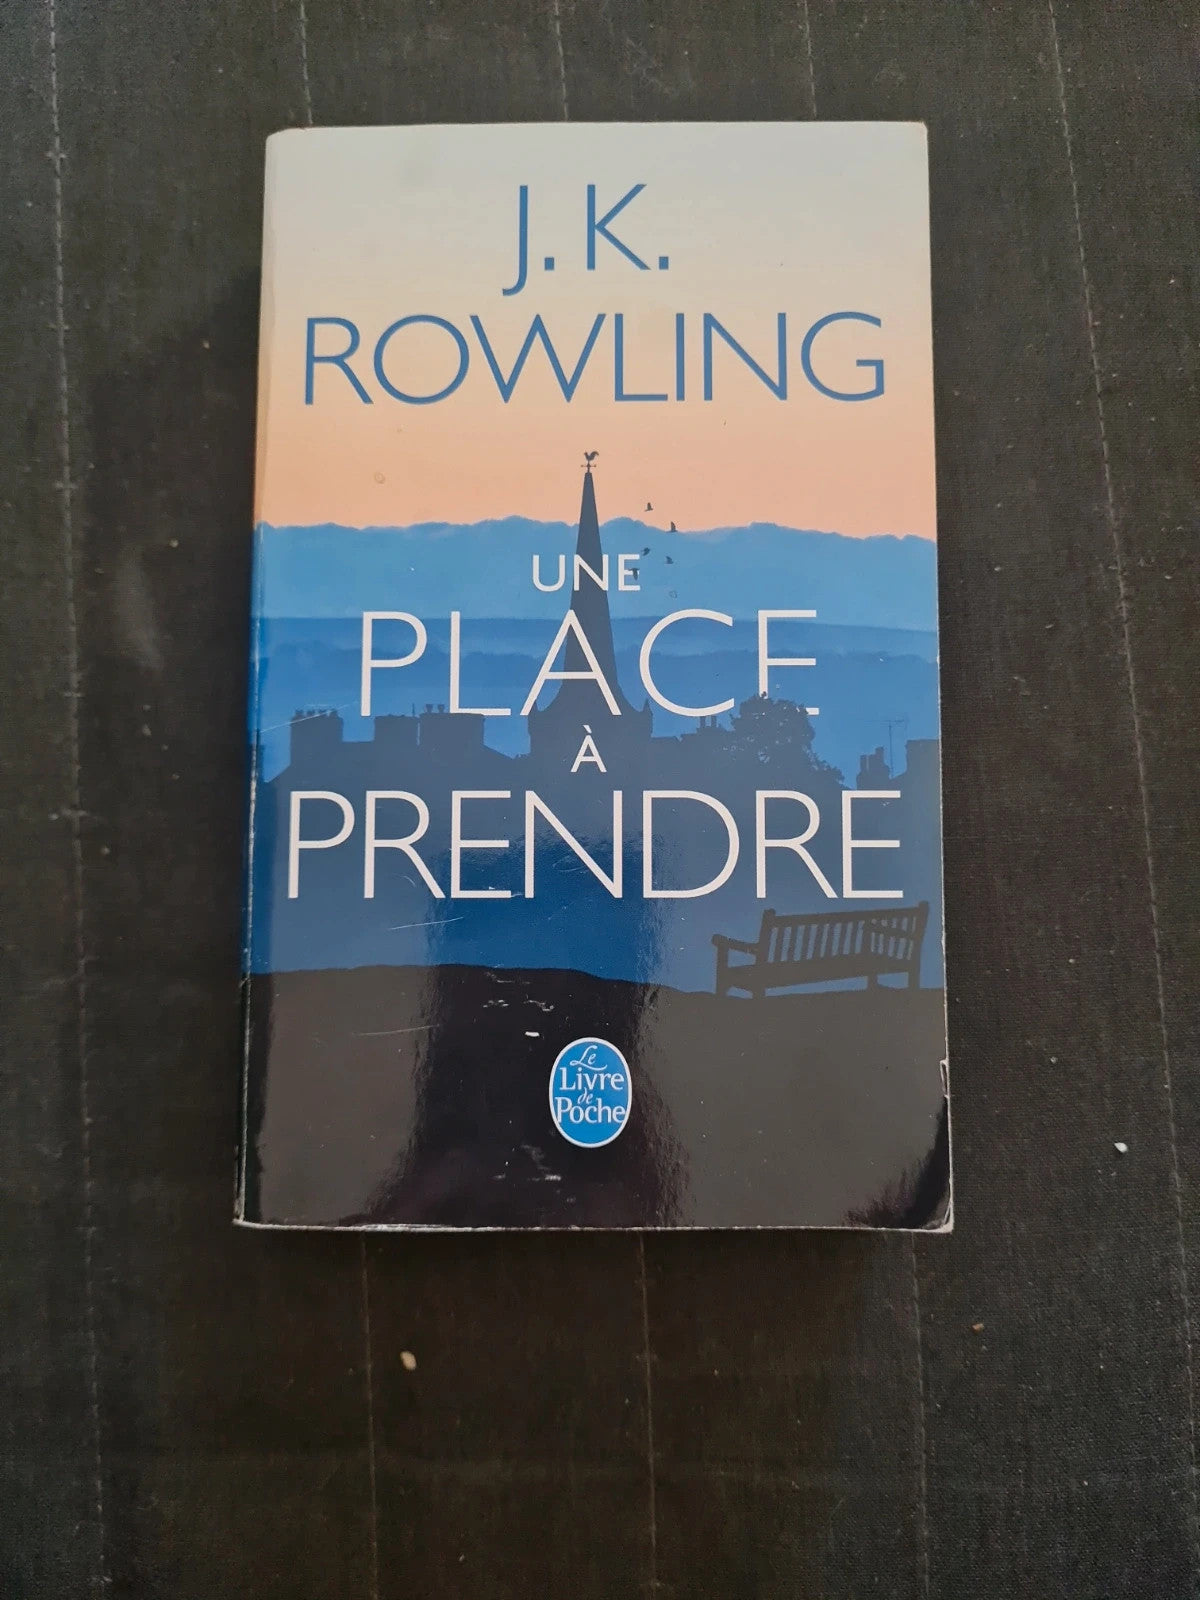 J. K.
ROWLING
UNE
PLACE
À
PRENDRE
Le
Livre
de
Poche